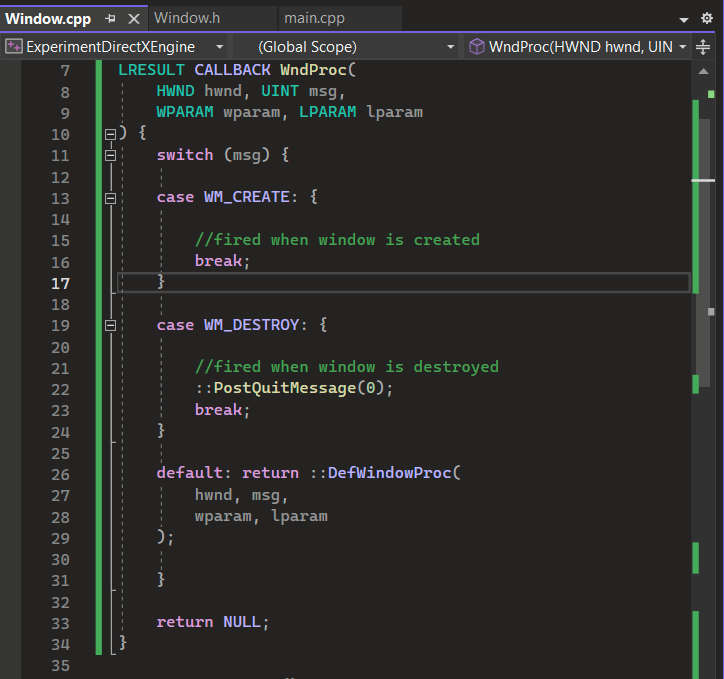 Window.cpp Window.h main.cpp
ExperimentDirectXEngine (Global Scope) WndProc(HWND hwnd, UIN
7 LRESULT CALLBACK WndProc(
8 HWND hwnd, UINT msg,
9 WPARAM wparam, LPARAM lparam
10 ) {
11 switch (msg) {
12
13 case WM_CREATE: {
14
15 //fired when window is created
16 break;
17 }
18
19 case WM_DESTROY: {
20
21 //fired when window is destroyed
22 ::PostQuitMessage(0);
23 break;
24 }
25
26 default: return ::DefWindowProc(
27 hwnd, msg,
28 wparam, lparam
29 );
30
31 }
32
33 return NULL;
34 }
35